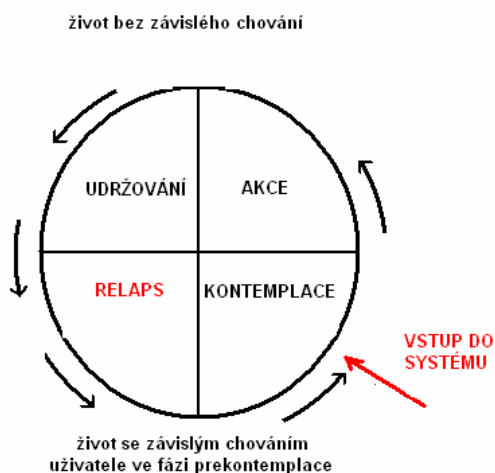 život bez závislého chování
UDRŽOVÁNÍ
AKCE
RELAPS
KONTEMPLACE
VSTUP DO
SYSTÉMU
život se závislým chováním
uživatele ve fázi prekontemplace